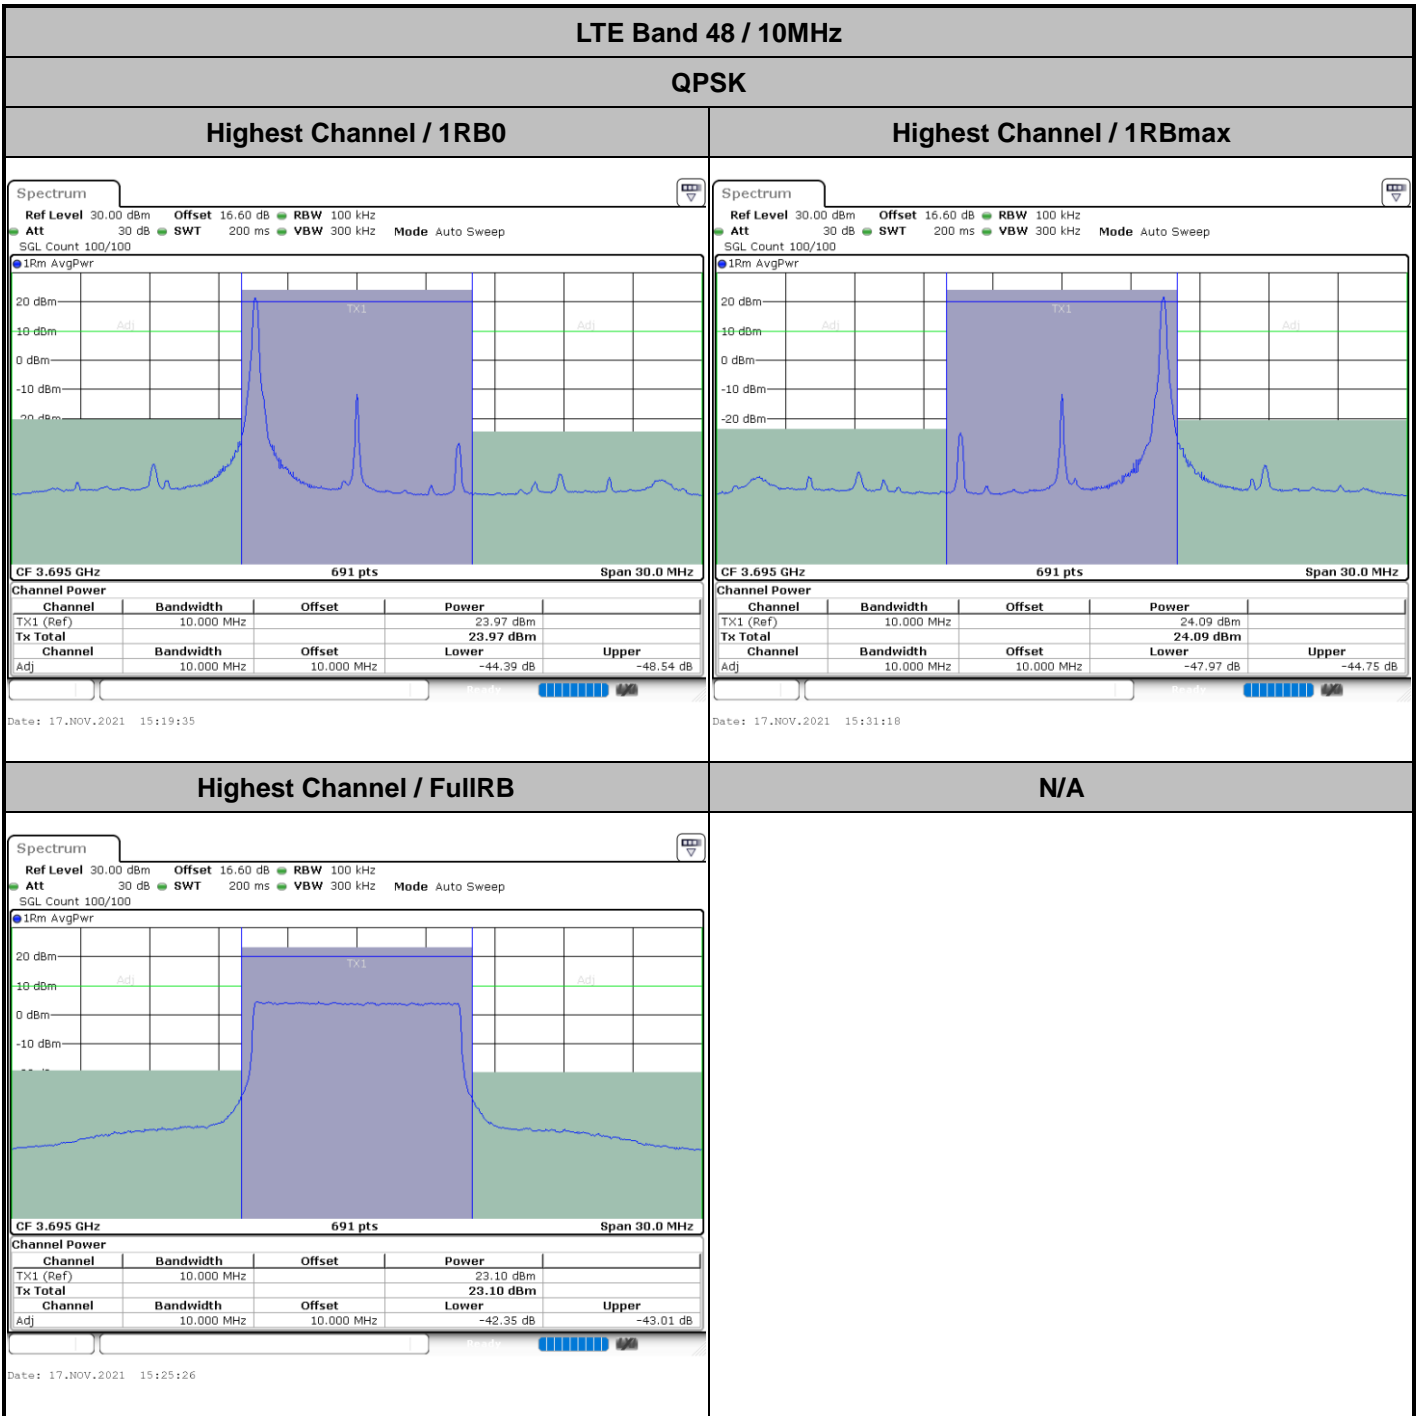 LTE Band 48 / 10MHz
QPSK
Highest Channel / 1RB0
Highest Channel / 1RBmax
Spectrum
Ref Level 30.00 dBm Offset 16.60 dB RBW 100 kHz
Att 30 dB SWT 200 ms VBW 300 kHz Mode Auto Sweep
SGL Count 100/100
1Rm AvgPwr
20 dBm
TX1
Adj
Adj
10 dBm
0 dBm
-10 dBm
-20 dBm
CF 3.695 GHz 691 pts Span 30.0 MHz
Channel Power
Channel Bandwidth Offset Power
TX1 (Ref) 10.000 MHz 23.97 dBm
Tx Total 23.97 dBm
Channel Bandwidth Offset Lower Upper
Adj 10.000 MHz 10.000 MHz -44.39 dB -48.54 dB
Ready
Date: 17.NOV.2021 15:19:35
Spectrum
Ref Level 30.00 dBm Offset 16.60 dB RBW 100 kHz
Att 30 dB SWT 200 ms VBW 300 kHz Mode Auto Sweep
SGL Count 100/100
1Rm AvgPwr
20 dBm
TX1
Adj
Adj
10 dBm
0 dBm
-10 dBm
-20 dBm
CF 3.695 GHz 691 pts Span 30.0 MHz
Channel Power
Channel Bandwidth Offset Power
TX1 (Ref) 10.000 MHz 24.09 dBm
Tx Total 24.09 dBm
Channel Bandwidth Offset Lower Upper
Adj 10.000 MHz 10.000 MHz -47.97 dB -44.75 dB
Ready
Date: 17.NOV.2021 15:31:18
Highest Channel / FullRB
N/A
Spectrum
Ref Level 30.00 dBm Offset 16.60 dB RBW 100 kHz
Att 30 dB SWT 200 ms VBW 300 kHz Mode Auto Sweep
SGL Count 100/100
1Rm AvgPwr
20 dBm
TX1
Adj
Adj
10 dBm
0 dBm
-10 dBm
CF 3.695 GHz 691 pts Span 30.0 MHz
Channel Power
Channel Bandwidth Offset Power
TX1 (Ref) 10.000 MHz 23.10 dBm
Tx Total 23.10 dBm
Channel Bandwidth Offset Lower Upper
Adj 10.000 MHz 10.000 MHz -42.35 dB -43.01 dB
Ready
Date: 17.NOV.2021 15:25:26